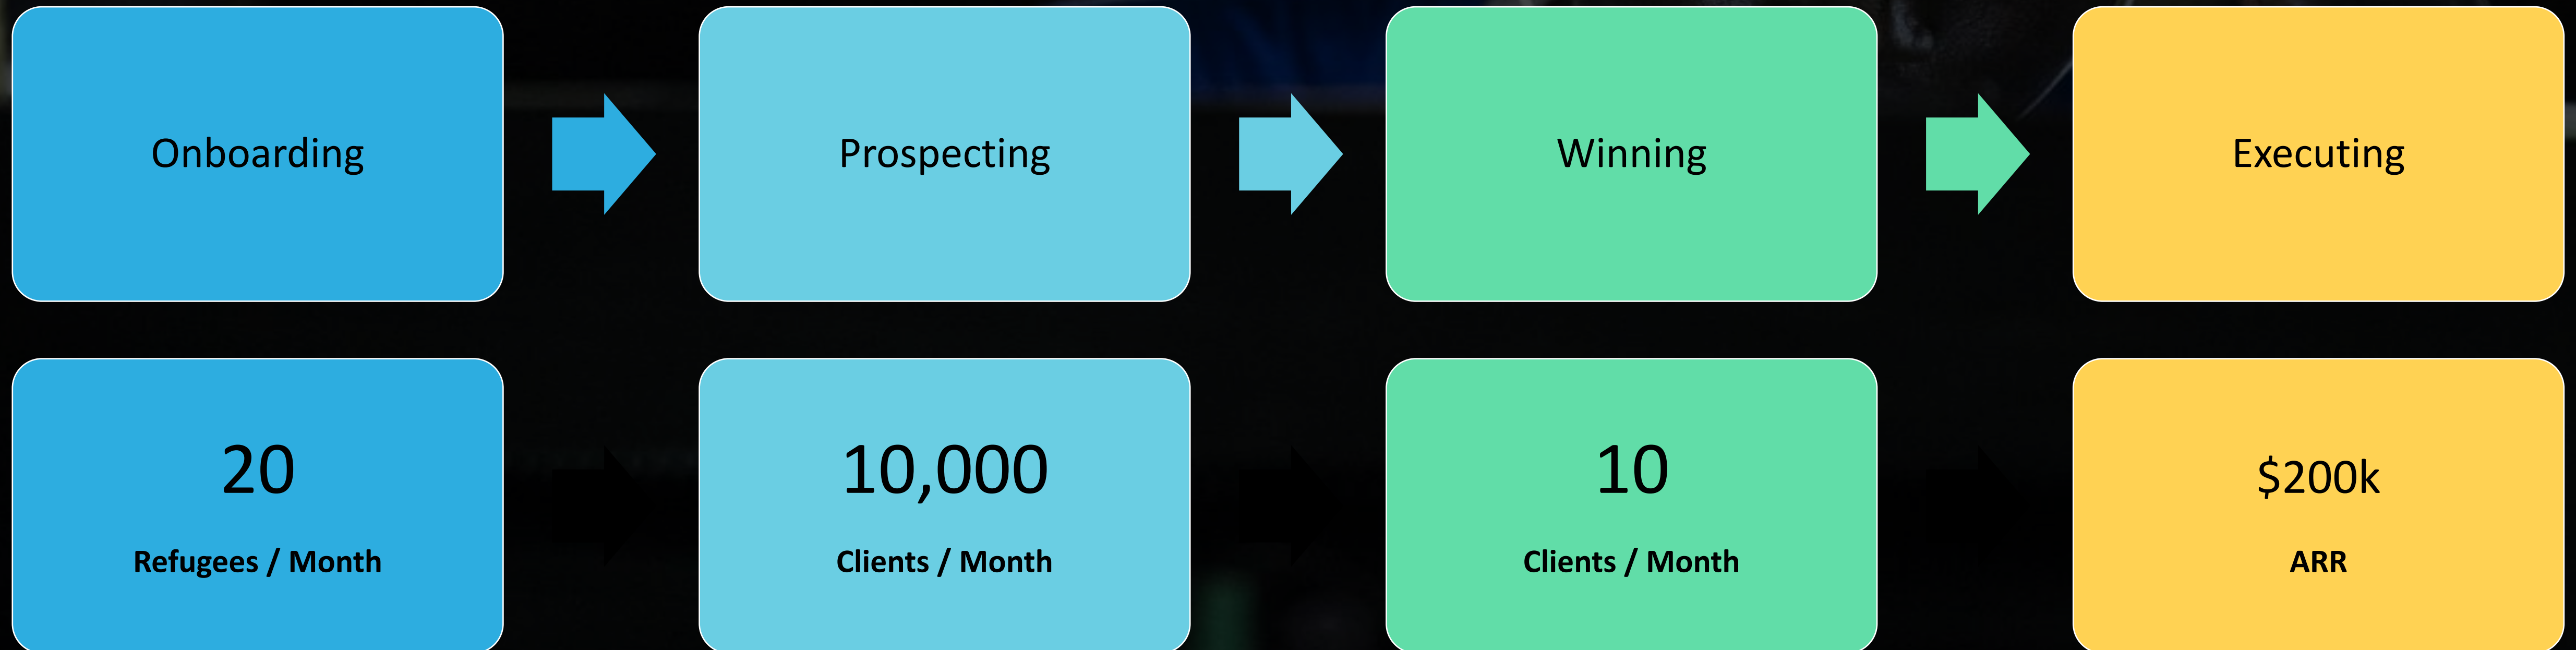 Onboarding
Prospecting
Winning
Executing
20
Refugees / Month
10,000
Clients / Month
10
Clients / Month
$200k
ARR